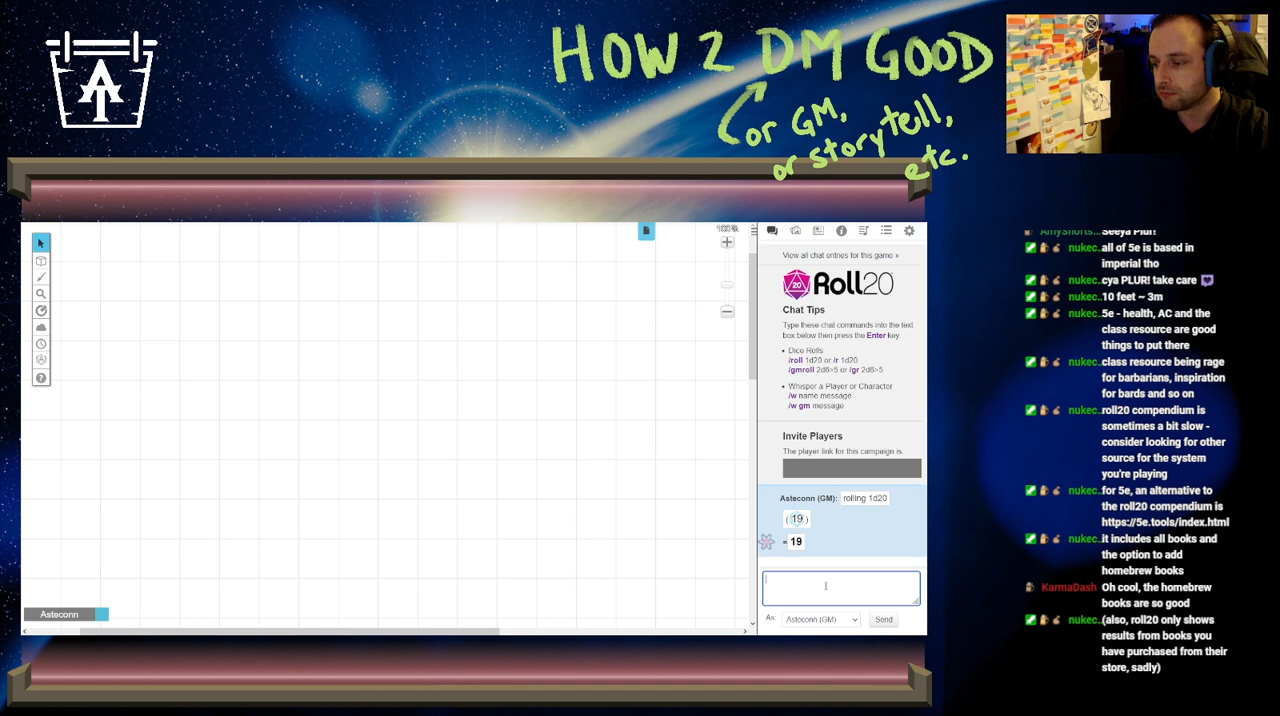 HOW 2 DM GOOD
or GM,
or storytell,
etc.
AT
100%
View all chat entries for this game »
20 Roll20
Chat Tips
Type these chat commands into the text
box below then press the Enter key.
• Dice Rolls
/roll 1d20 or /r 1d20
/gmroll 2d6>5 or /gr 2d6>5
• Whisper a Player or Character
/w name message
/w gm message
Invite Players
The player link for this campaign is
Asteconn (GM): rolling 1d20
(19)
=19
As: Asteconn (GM) Send
Asteconn
AmyShorts... Seeya Plur!
nukec.. all of 5e is based in
imperial tho
nukec.. cya PLUR! take care
nukec.. 10 feet ~ 3m
nukec.. 5e - health, AC and the
class resource are good
things to put there
nukec.. class resource being rage
for barbarians, inspiration
for bards and so on
nukec.. roll20 compendium is
sometimes a bit slow -
consider looking for other
source for the system
you're playing
nukec.. for 5e, an alternative to
the roll20 compendium is
https://5e.tools/index.html
nukec.. it includes all books and
the option to add
homebrew books
KarmaDash Oh cool, the homebrew
books are so good
nukec.. (also, roll20 only shows
results from books you
have purchased from their
store, sadly)